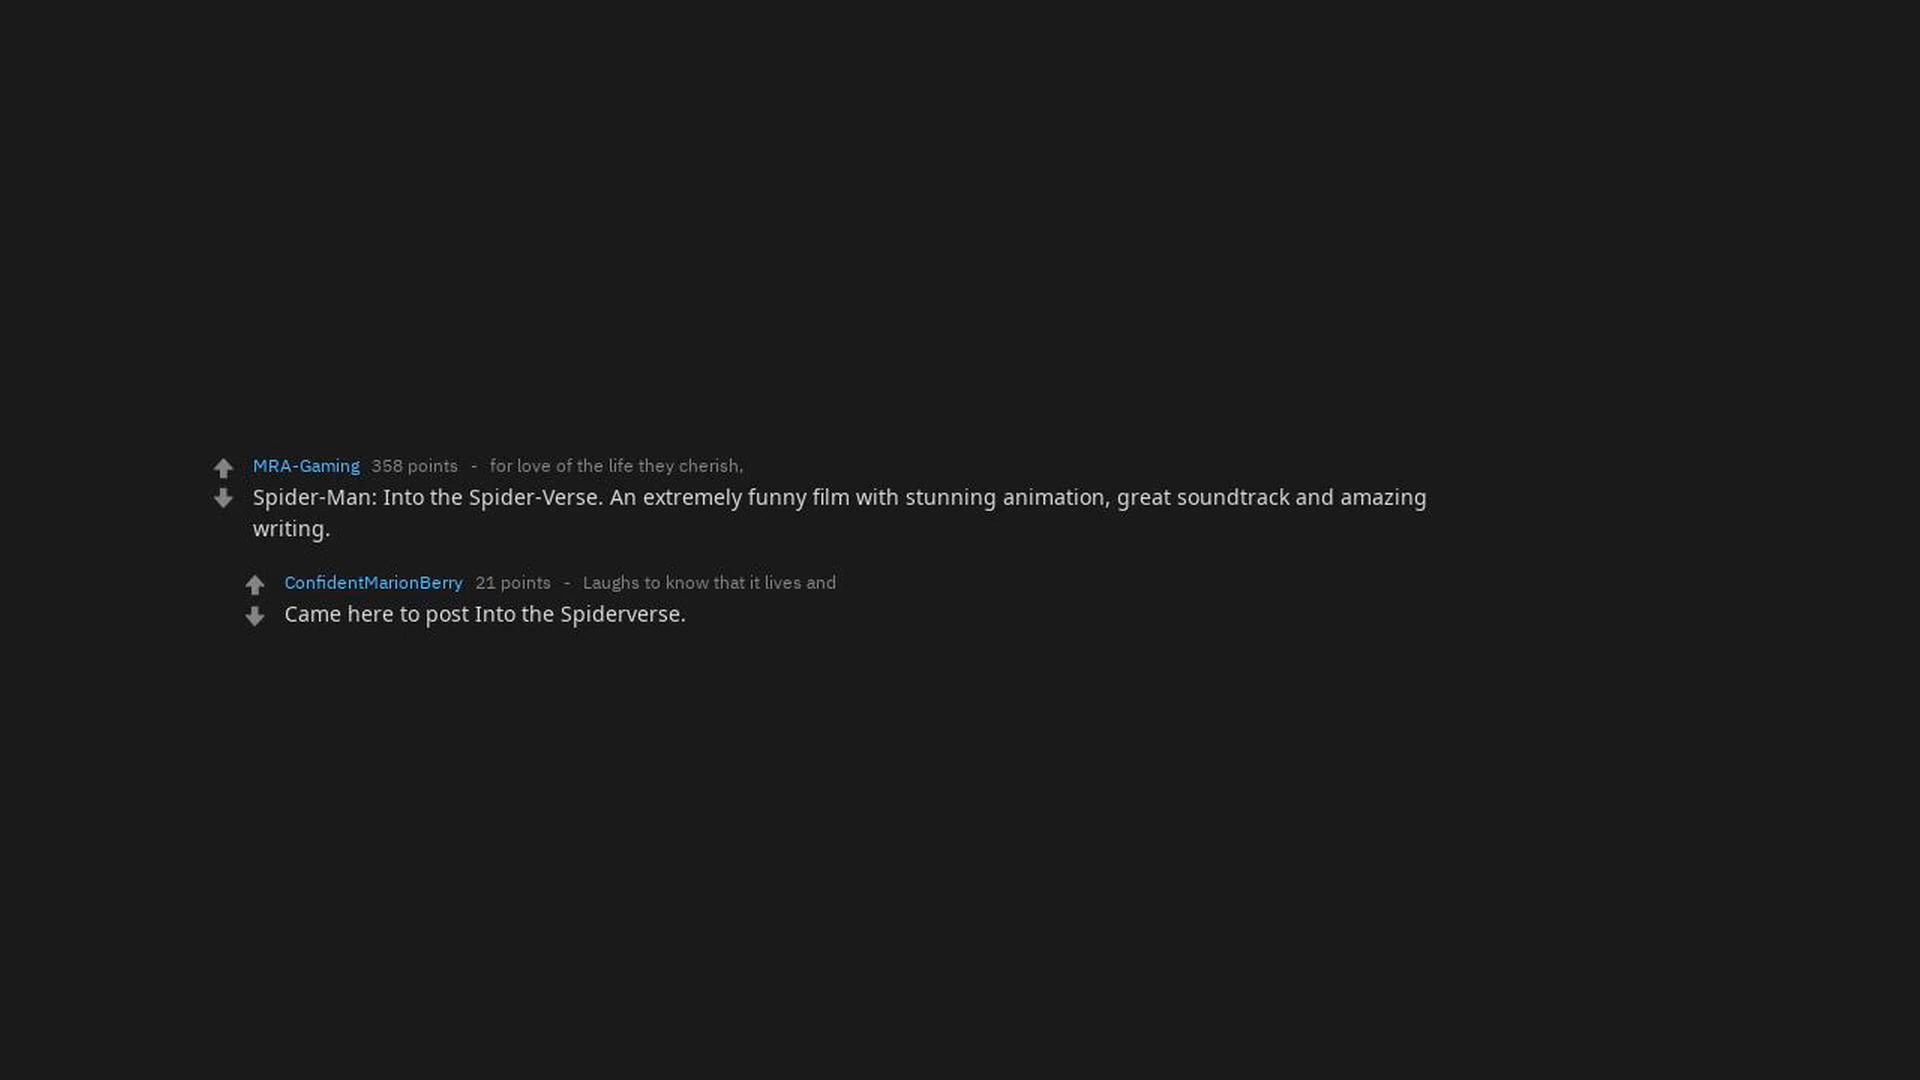 MRA-Gaming 358 points - for love of the life they cherish,
Spider-Man: Into the Spider-Verse. An extremely funny film with stunning animation, great soundtrack and amazing
writing.
ConfidentMarionBerry 21 points - Laughs to know that it lives and
Came here to post Into the Spiderverse.